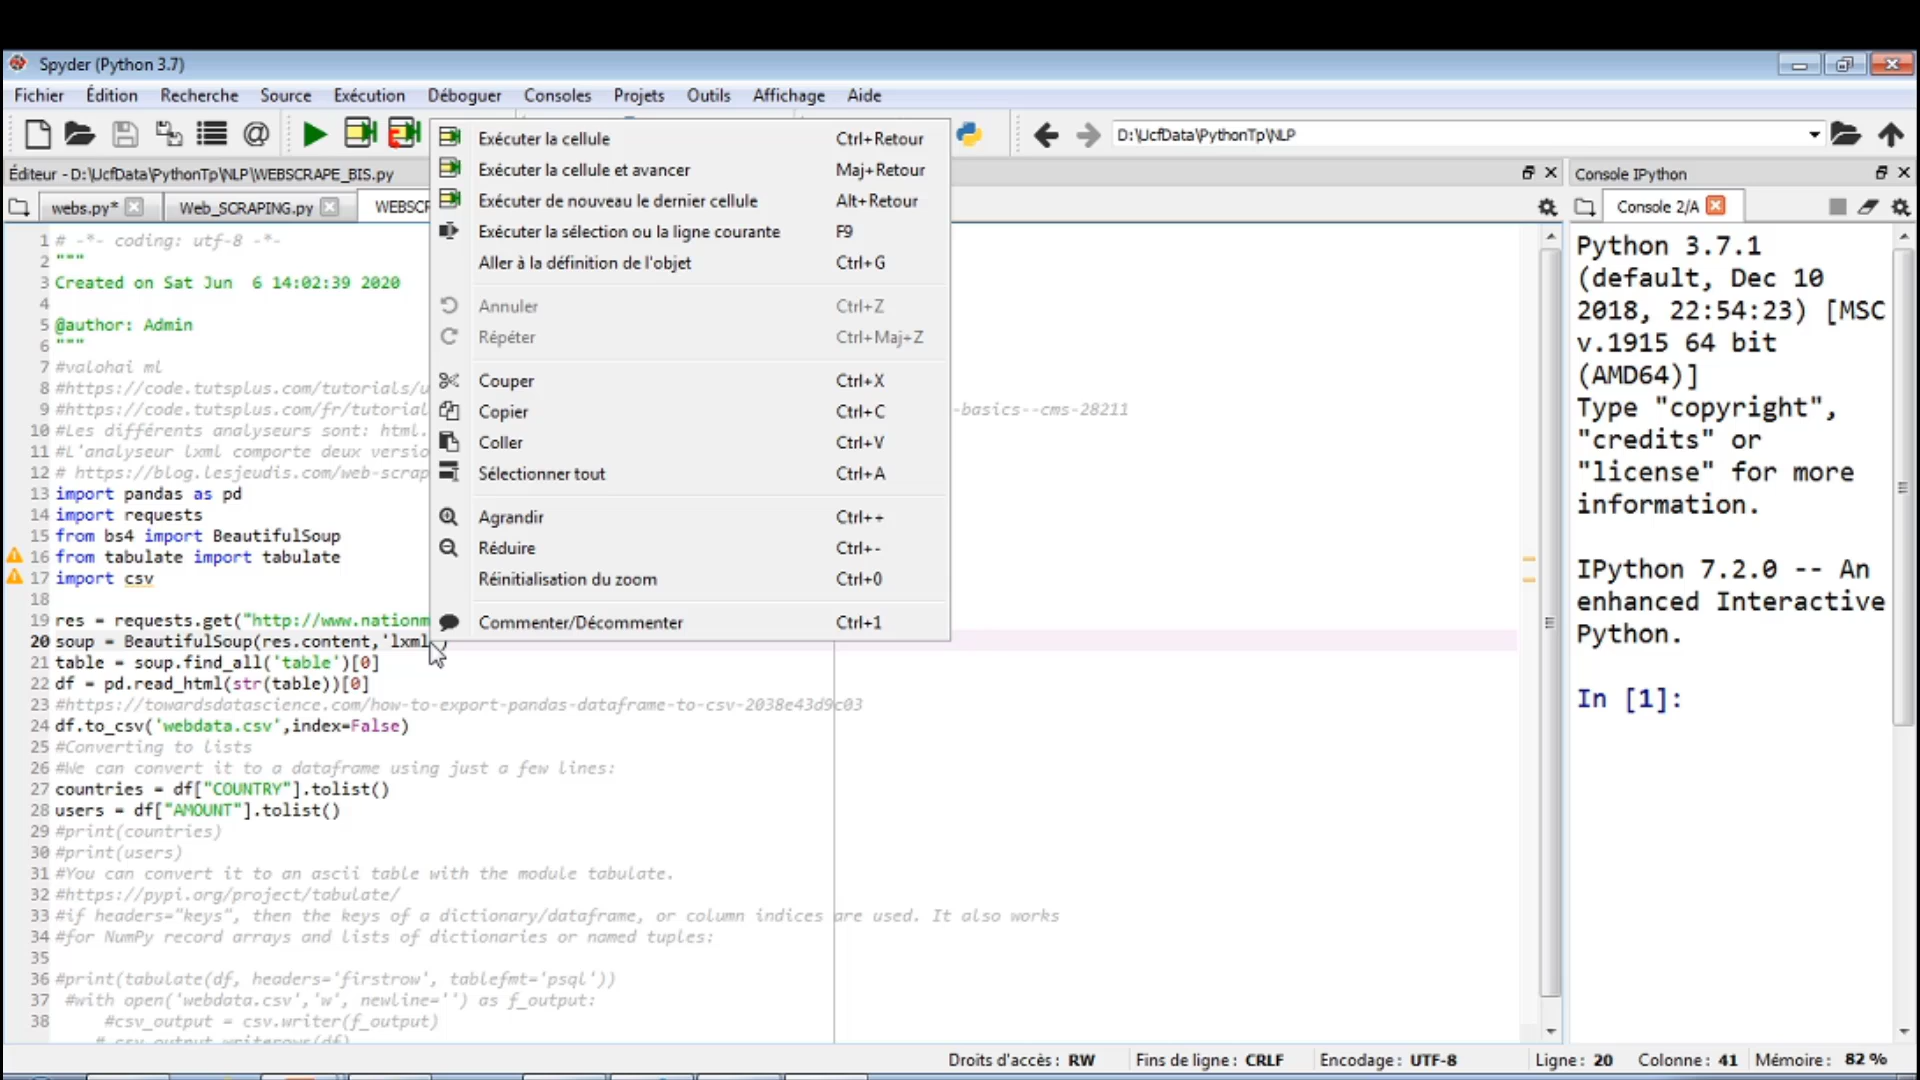 Spyder (Python 3.7)
Fichier Édition Recherche Source Exécution Déboguer Consoles Projets Outils Affichage Aide
D:\UcfData\PythonTp\NLP
Éditeur - D:\UcfData\PythonTp\NLP\WEBSCRAPE_BIS.py
Console IPython
webs.py* Web_SCRAPING.py WEBSCR
Console 2/A
Exécuter la cellule Ctrl+Retour
Exécuter la cellule et avancer Maj+Retour
Exécuter de nouveau le dernier cellule Alt+Retour
Exécuter la sélection ou la ligne courante F9
Aller à la définition de l'objet Ctrl+G
Annuler Ctrl+Z
Répéter Ctrl+Maj+Z
Couper Ctrl+X
Copier Ctrl+C
Coller Ctrl+V
Sélectionner tout Ctrl+A
Agrandir Ctrl++
Réduire Ctrl+-
Réinitialisation du zoom Ctrl+0
Commenter/Décommenter Ctrl+1
1 # -*- coding: utf-8 -*-
2 """
3 Created on Sat Jun  6 14:02:39 2020
4
5 @author: Admin
6 """
7 #valohai ml
8 #https://code.tutsplus.com/tutorials/
9 #https://code.tutsplus.com/fr/tutorial -basics--cms-28211
10 #Les différents analyseurs sont: html.
11 #L'analyseur lxml comporte deux versio
12 # https://blog.lesjeudis.com/web-scrap
13 import pandas as pd
14 import requests
15 from bs4 import BeautifulSoup
16 from tabulate import tabulate
17 import csv
18
19 res = requests.get("http://www.nationm
20 soup = BeautifulSoup(res.content,'lxml')
21 table = soup.find_all('table')[0]
22 df = pd.read_html(str(table))[0]
23 #https://towardsdatascience.com/how-to-export-pandas-dataframe-to-csv-2038e43d9c03
24 df.to_csv('webdata.csv',index=False)
25 #Converting to lists
26 #We can convert it to a dataframe using just a few lines:
27 countries = df["COUNTRY"].tolist()
28 users = df["AMOUNT"].tolist()
29 #print(countries)
30 #print(users)
31 #You can convert it to an ascii table with the module tabulate.
32 #https://pypi.org/project/tabulate/
33 #if headers="keys", then the keys of a dictionary/dataframe, or column indices are used. It also works
34 #for NumPy record arrays and lists of dictionaries or named tuples:
35
36 #print(tabulate(df, headers='firstrow', tablefmt='psql'))
37 #with open('webdata.csv','w', newline='') as f_output:
38 #csv_output = csv.writer(f_output)
# csv_output.writerows(df)
Python 3.7.1
(default, Dec 10
2018, 22:54:23) [MSC
v.1915 64 bit
(AMD64)]
Type "copyright",
"credits" or
"license" for more
information.
IPython 7.2.0 -- An
enhanced Interactive
Python.
In [1]:
Droits d'accès : RW Fins de ligne : CRLF Encodage : UTF-8 Ligne : 20 Colonne : 41 Mémoire : 82 %